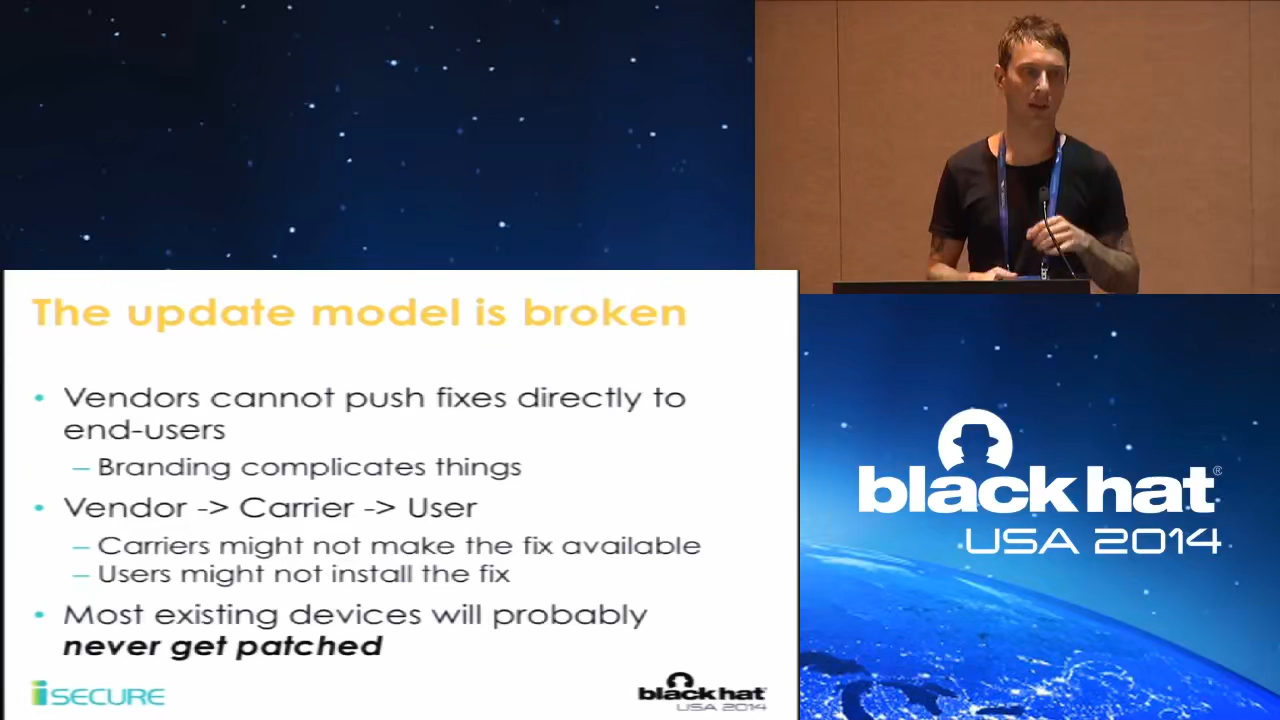 The update model is broken
• Vendors cannot push fixes directly to
end-users
– Branding complicates things
• Vendor -> Carrier -> User
– Carriers might not make the fix available
– Users might not install the fix
• Most existing devices will probably
never get patched
iSECURE
black hat
USA 2014
black hat®
USA 2014